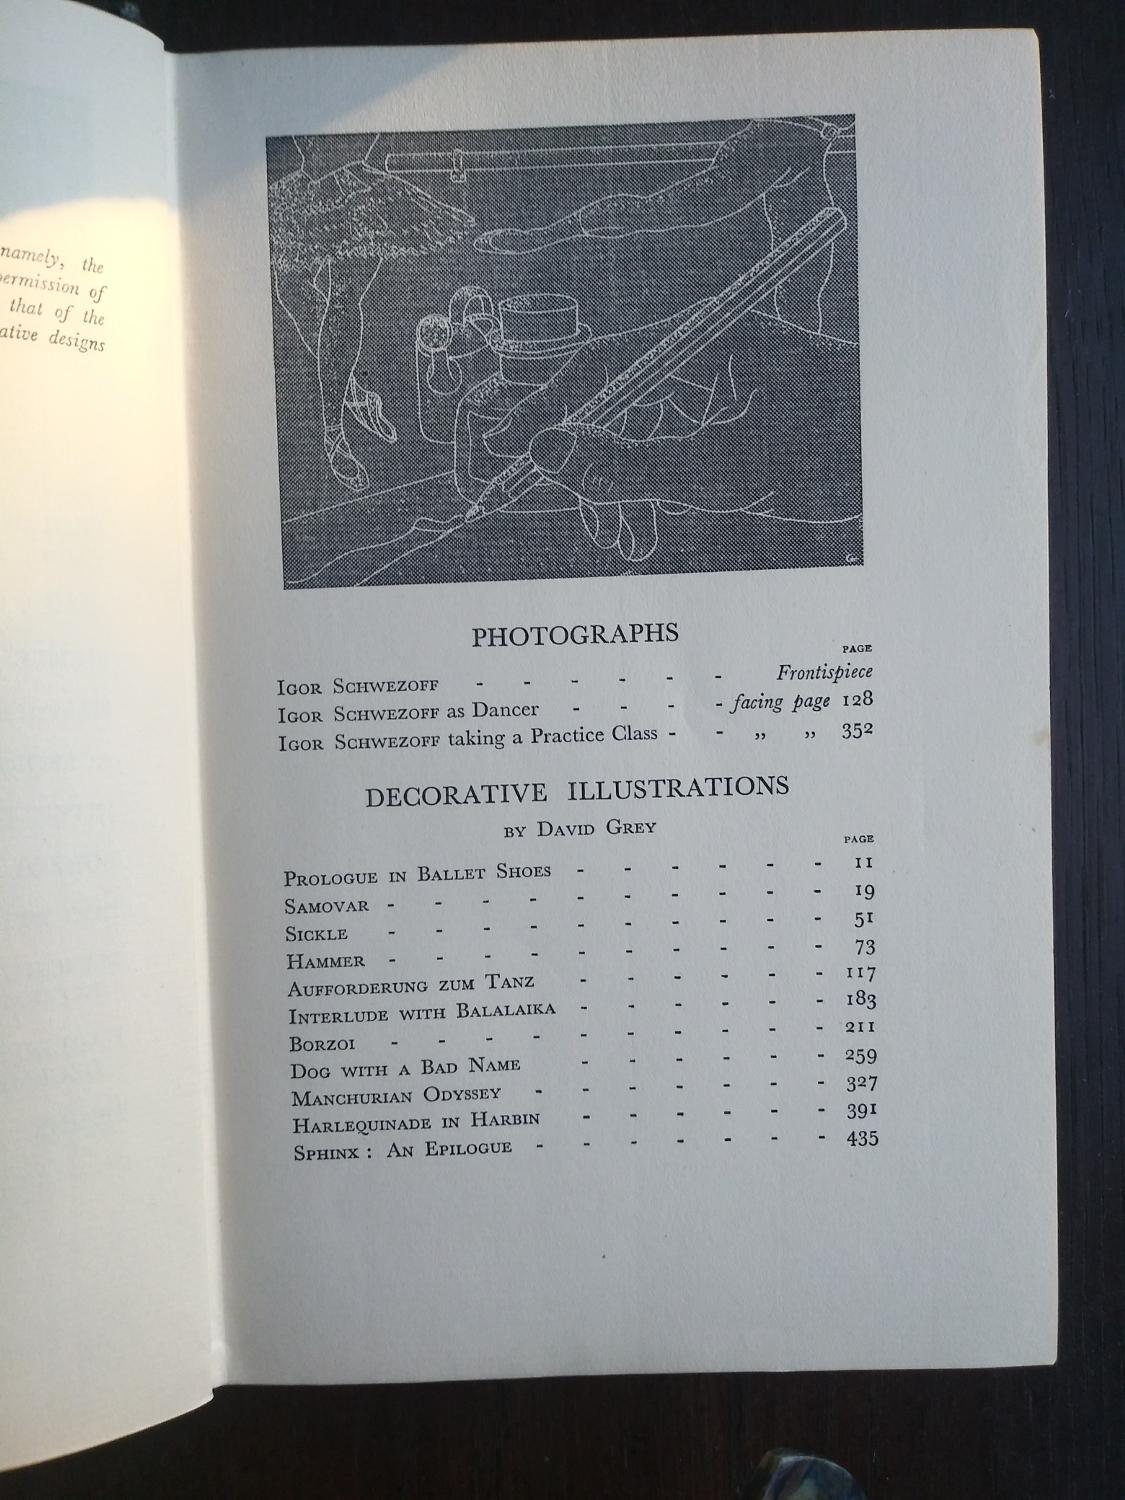 namely, the
permission of
that of the
designs
PHOTOGRAPHS
PAGE
IGOR SCHWEZOFF - - - - - - Frontispiece
IGOR SCHWEZOFF as Dancer - - - - facing page 128
IGOR SCHWEZOFF taking a Practice Class - - „ „ 352
DECORATIVE ILLUSTRATIONS
BY DAVID GREY
PAGE
PROLOGUE IN BALLET SHOES - - - - - - 11
SAMOVAR - - - - - - - - - - 19
SICKLE - - - - - - - - - - 51
HAMMER - - - - - - - - - - 73
AUFFORDERUNG ZUM TANZ - - - - - - 117
INTERLUDE WITH BALALAIKA - - - - - - 183
BORZOI - - - - - - - - - - 211
DOG WITH A BAD NAME - - - - - - 259
MANCHURIAN ODYSSEY - - - - - - - 327
HARLEQUINADE IN HARBIN - - - - - - 391
SPHINX : AN EPILOGUE - - - - - - - 435